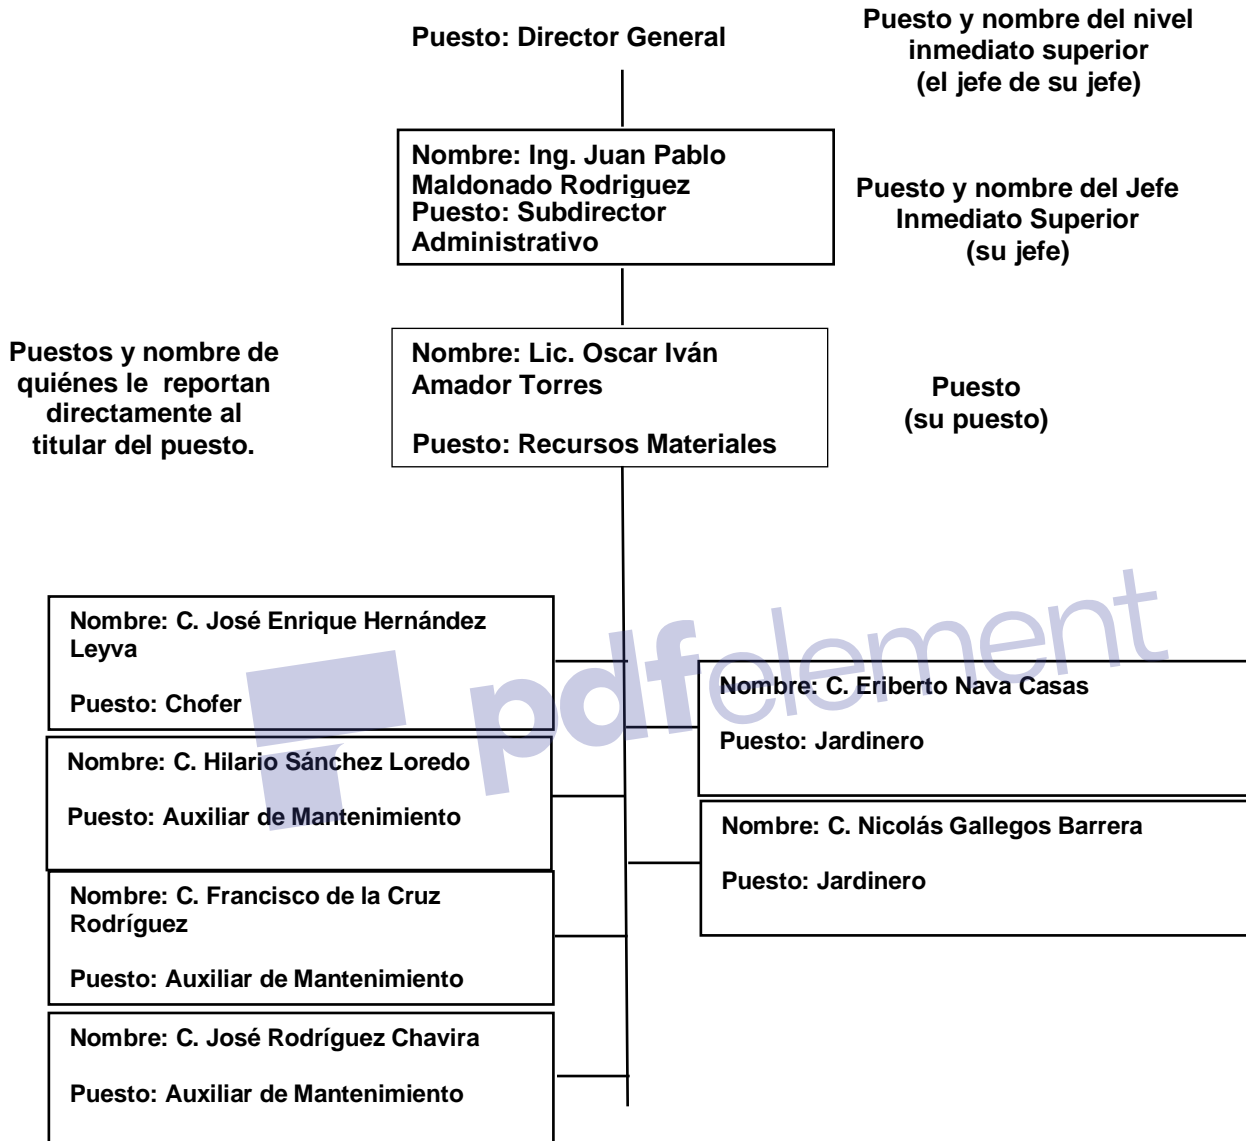 Puesto: Director General
Puesto y nombre del nivel
inmediato superior
(el jefe de su jefe)
Nombre: Ing. Juan Pablo
Maldonado Rodriguez
Puesto: Subdirector
Administrativo
Puesto y nombre del Jefe
Inmediato Superior
(su jefe)
Puestos y nombre de
quiénes le reportan
directamente al
titular del puesto.
Nombre: Lic. Oscar Iván
Amador Torres
Puesto: Recursos Materiales
Puesto
(su puesto)
Nombre: C. José Enrique Hernández
Leyva
Puesto: Chofer
Nombre: C. Hilario Sánchez Loredo
Puesto: Auxiliar de Mantenimiento
Nombre: C. Francisco de la Cruz
Rodríguez
Puesto: Auxiliar de Mantenimiento
Nombre: C. José Rodríguez Chavira
Puesto: Auxiliar de Mantenimiento
Nombre: C. Eriberto Nava Casas
Puesto: Jardinero
Nombre: C. Nicolás Gallegos Barrera
Puesto: Jardinero
pdfelement